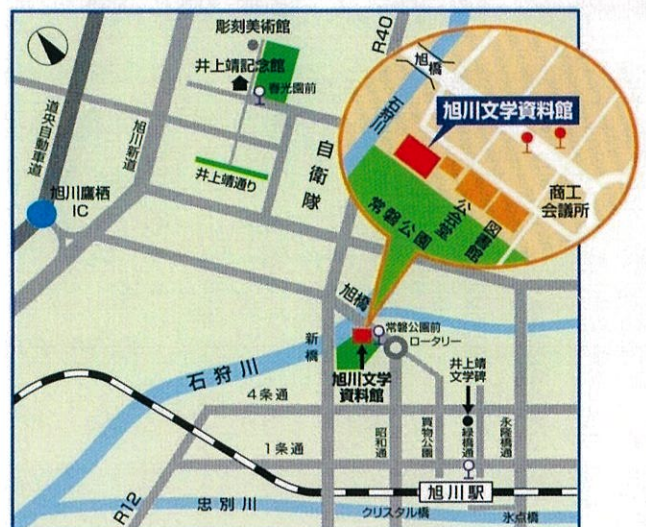 彫刻美術館
井上靖記念館
春光園前
R40
旭橋
石狩川
旭川文学資料館
商工
会議所
図書館
公会堂
常磐公園
道央自動車道
旭川新道
旭川鷹栖
IC
井上靖通り
自衛隊
旭橋
新橋
常磐公園前
ロータリー
旭川文学
資料館
井上靖
文学碑
石狩川
4条通
1条通
昭和通
買物公園
緑橋通
永隆橋通
旭川駅
R12
忠別川
クリスタル橋
氷点橋